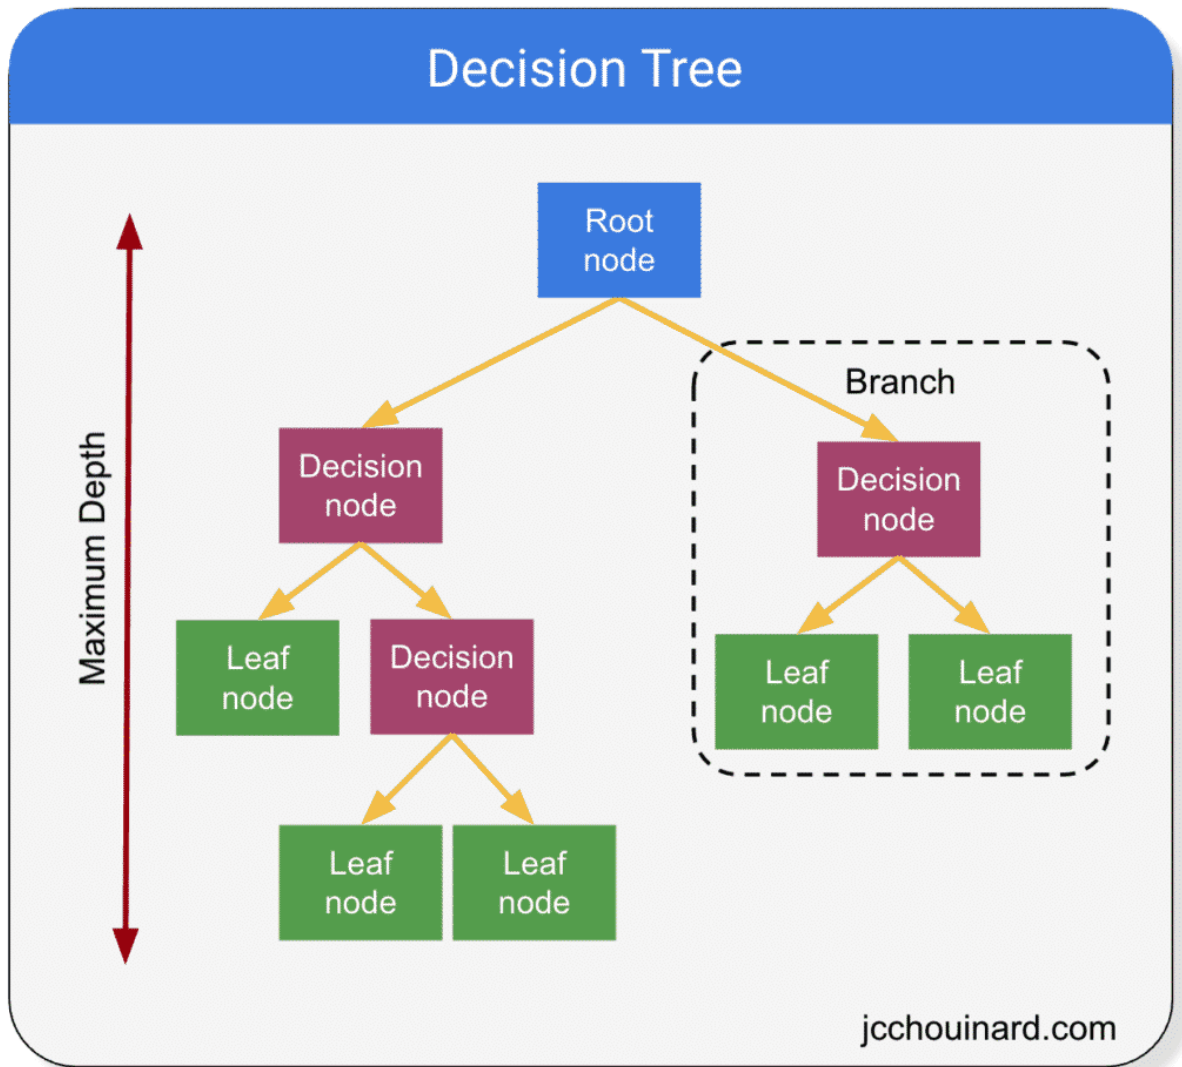 Decision Tree
Root
node
Branch
Maximum Depth
Decision
node
Decision
node
Leaf
node
Decision
node
Leaf
node
Leaf
node
Leaf
node
Leaf
node
jcchouinard.com